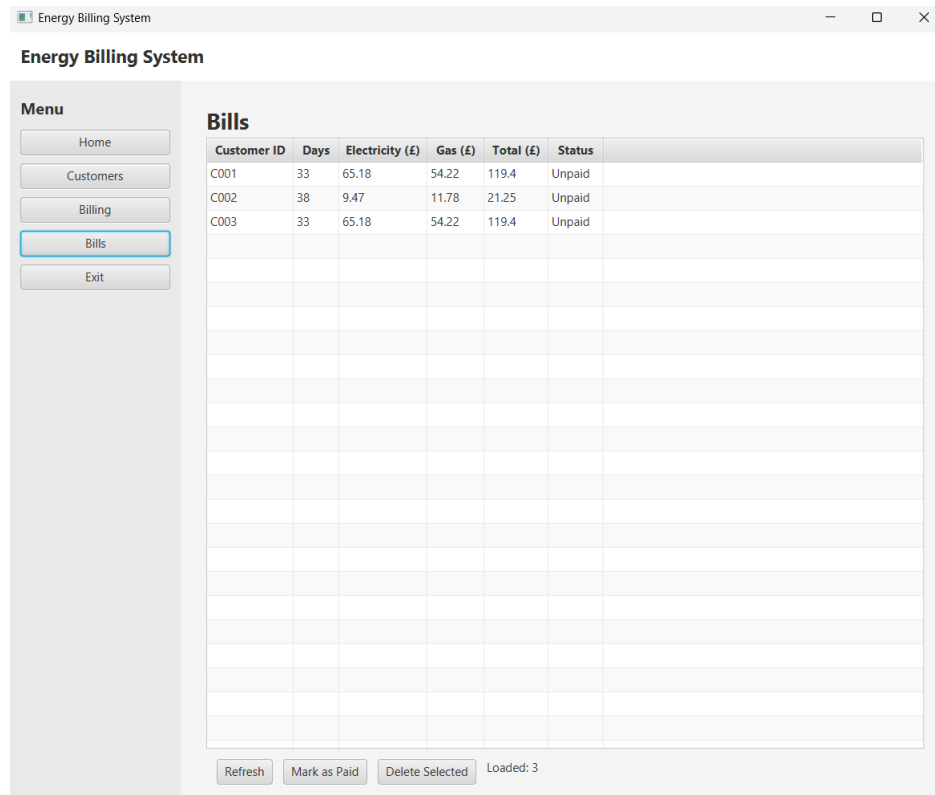 Energy Billing System
Energy Billing System
Menu
Home
Customers
Billing
Bills
Exit
Bills
Customer ID Days Electricity (£) Gas (£) Total (£) Status
C001 33 65.18 54.22 119.4 Unpaid
C002 38 9.47 11.78 21.25 Unpaid
C003 33 65.18 54.22 119.4 Unpaid
Refresh Mark as Paid Delete Selected Loaded: 3